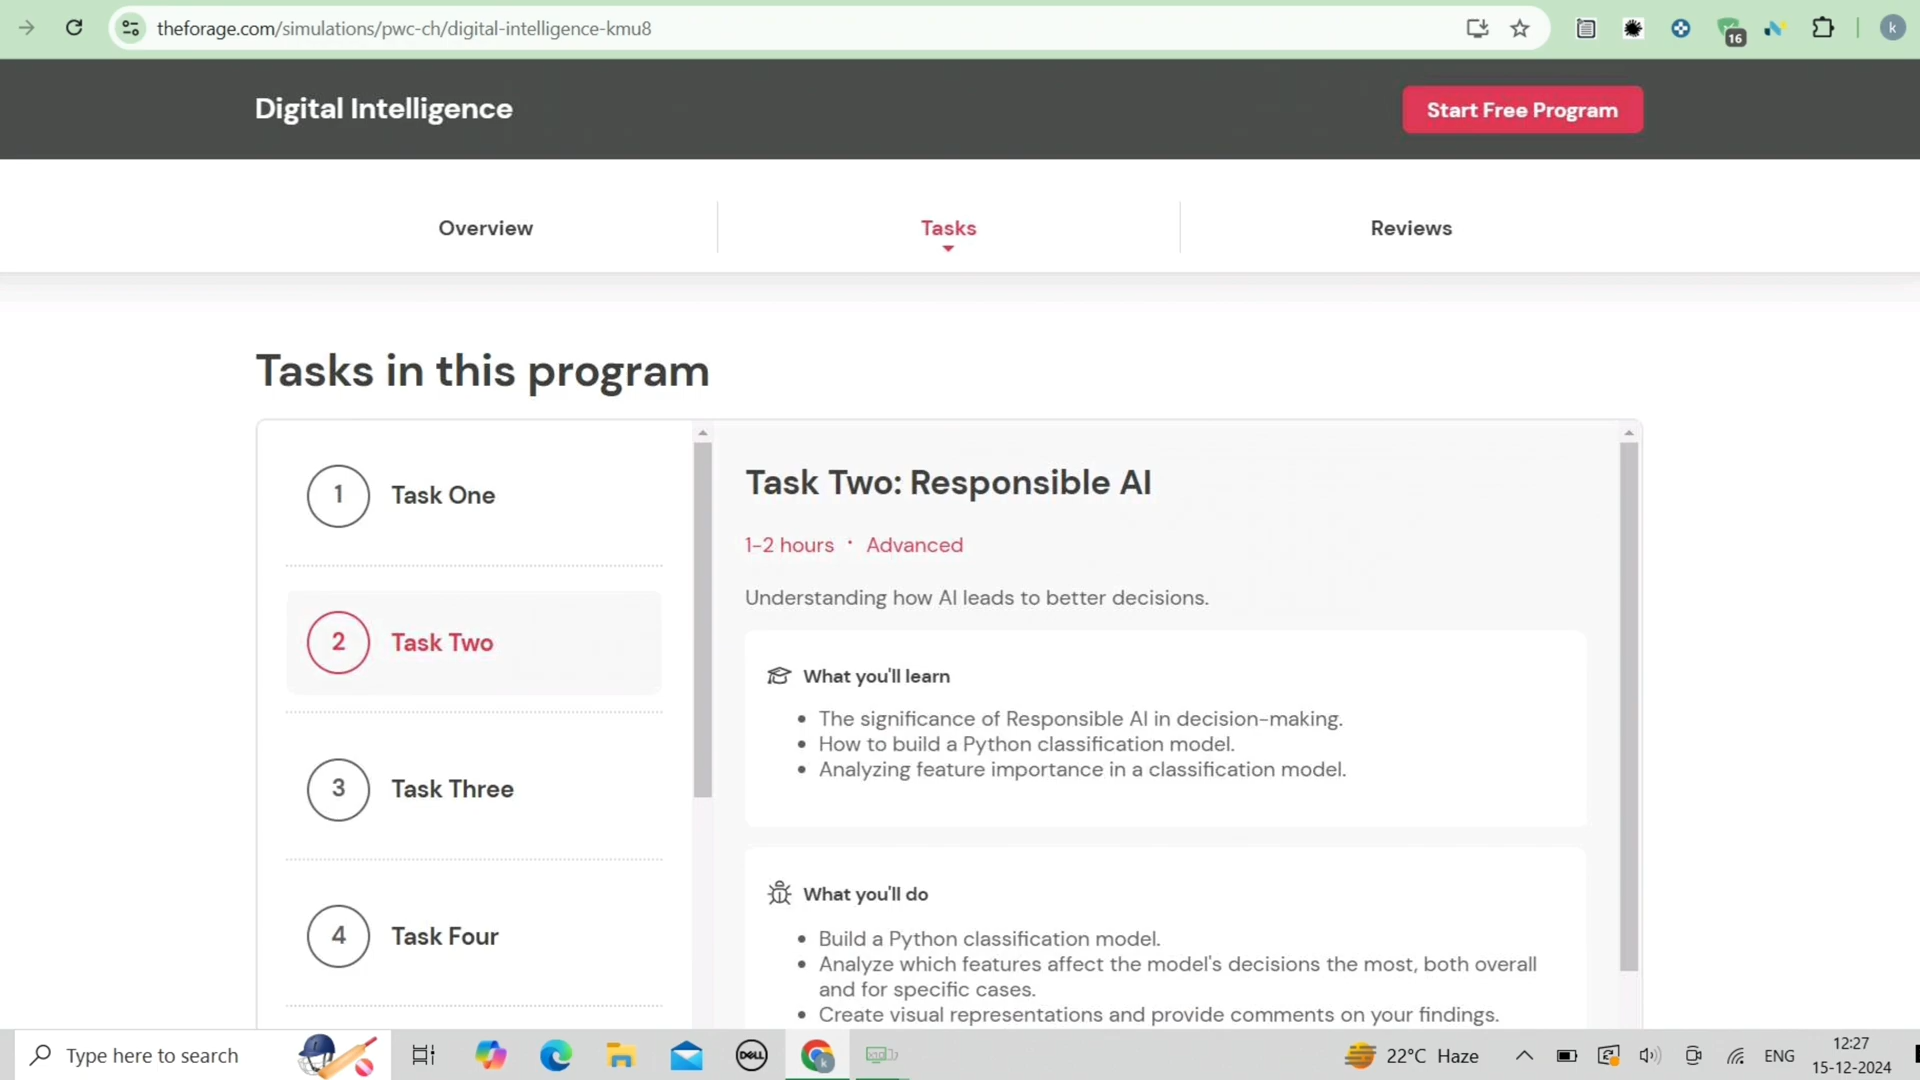 theforage.com/simulations/pwc-ch/digital-intelligence-kmu8
16
k
Digital Intelligence
Start Free Program
Overview
Tasks
Reviews
Tasks in this program
1
Task One
2
Task Two
3
Task Three
4
Task Four
Task Two: Responsible AI
1-2 hours · Advanced
Understanding how AI leads to better decisions.
What you'll learn
• The significance of Responsible AI in decision-making.
• How to build a Python classification model.
• Analyzing feature importance in a classification model.
What you'll do
• Build a Python classification model.
• Analyze which features affect the model's decisions the most, both overall
and for specific cases.
• Create visual representations and provide comments on your findings.
Type here to search
DELL
22°C Haze
ENG
12:27
15-12-2024